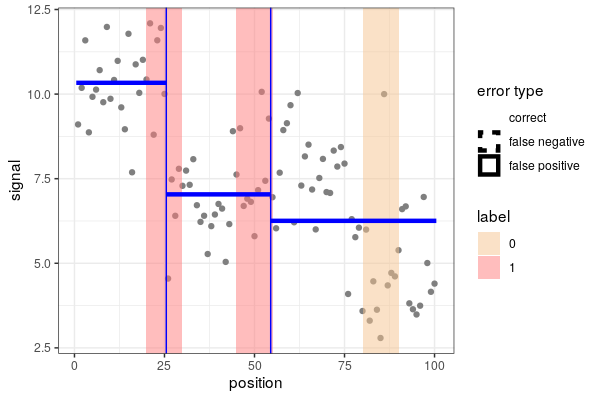 12.5
10.0
7.5
5.0
2.5
signal
0
25
50
75
100
position
error type
correct
false negative
false positive
label
0
1